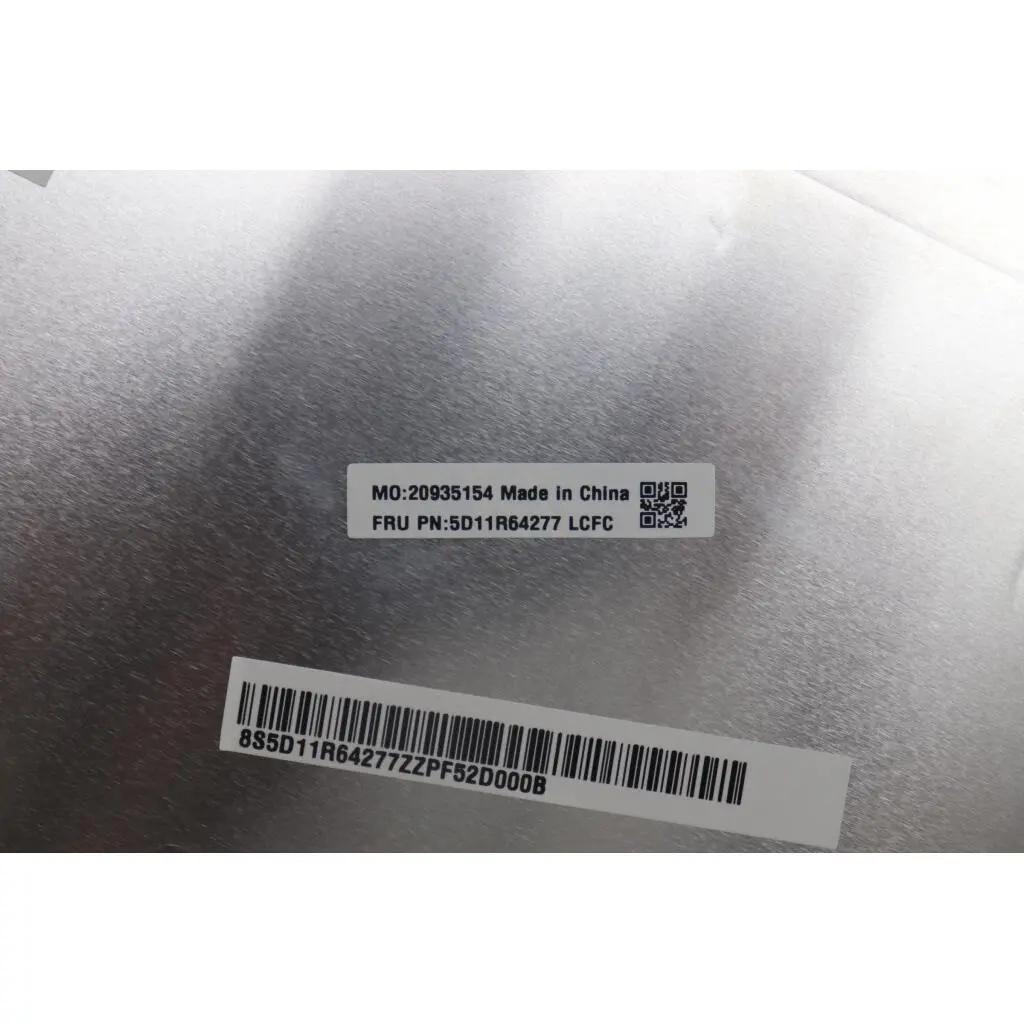 MO:20935154 Made in China
FRU PN:5D11R64277 LCFC
8S5D11R64277ZZPF52D000B